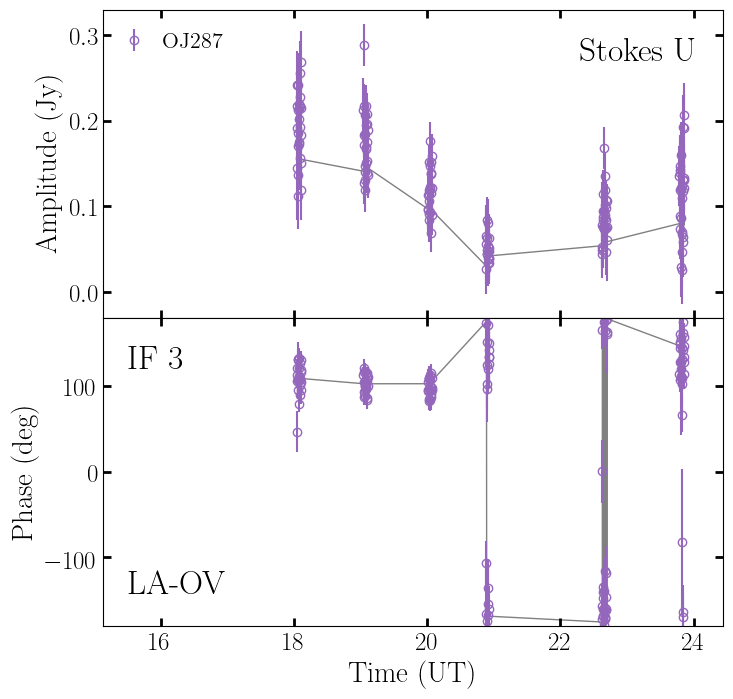 OJ287
Stokes U
0.3
0.2
0.1
0.0
Amplitude (Jy)
IF 3
100
0
−100
Phase (deg)
LA-OV
16 18 20 22 24
Time (UT)